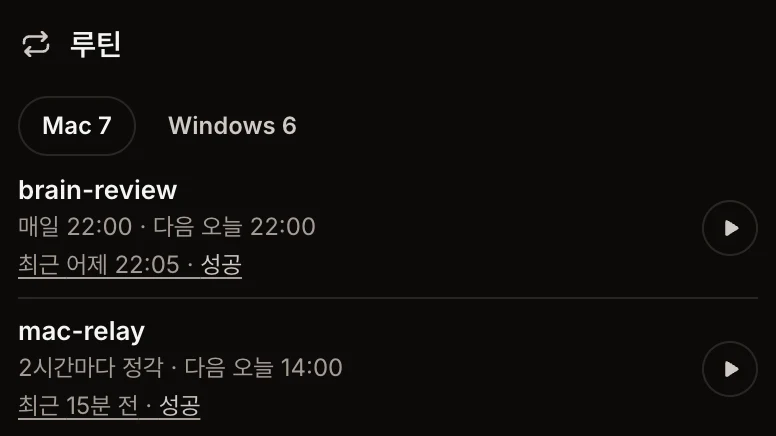 루틴
Mac 7 Windows 6
brain-review
매일 22:00 · 다음 오늘 22:00
최근 어제 22:05 · 성공
mac-relay
2시간마다 정각 · 다음 오늘 14:00
최근 15분 전 · 성공